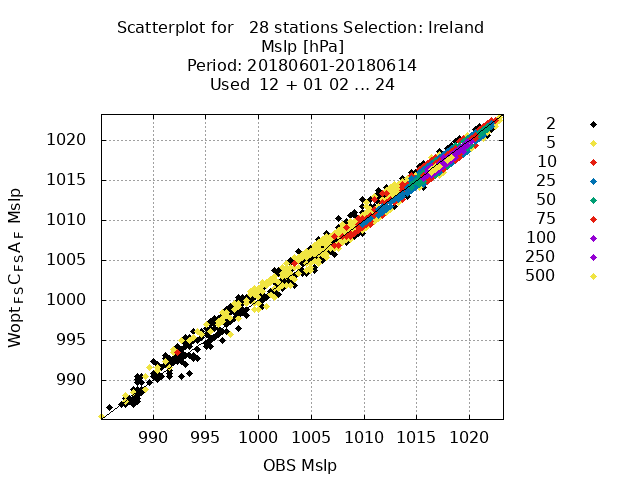 Scatterplot for 28 stations Selection: Ireland
Mslp [hPa]
Period: 20180601-20180614
Used 12 + 01 02 ... 24
Wopt FS C FS A F Mslp
1020
1015
1010
1005
1000
995
990
990 995 1000 1005 1010 1015 1020
OBS Mslp
2
5
10
25
50
75
100
250
500